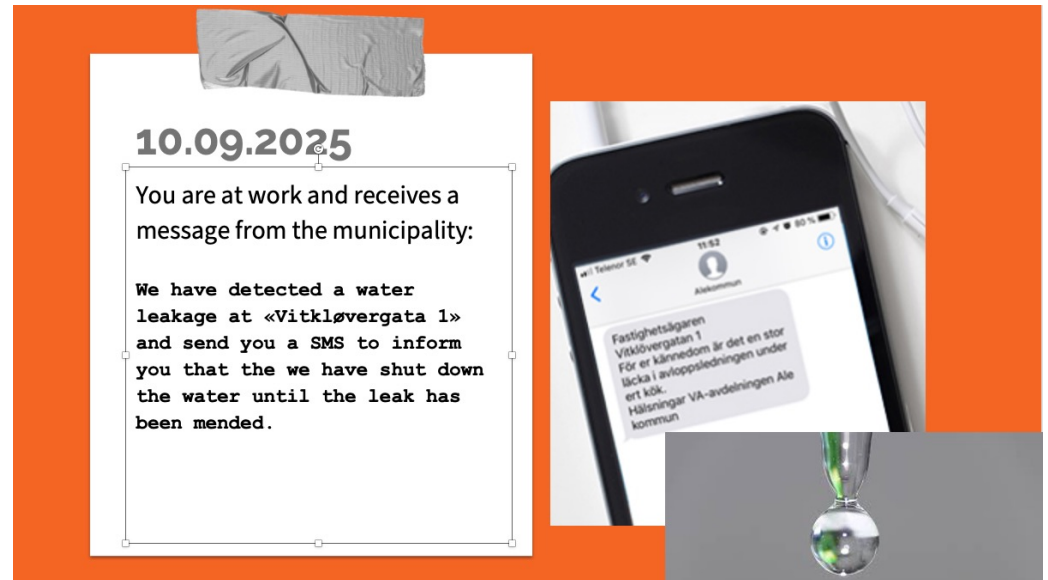 10.09.2025
You are at work and receives a
message from the municipality:
We have detected a water
leakage at «Vitkløvergata 1»
and send you a SMS to inform
you that the we have shut down
the water until the leak has
been mended.
Telenor SE
11:52
80 %
Alekommun
Fastighetsägaren
Vitklövergatan 1
För er kännedom är det en stor
läcka i avloppsledningen under
ert kök.
Hälsningar VA-avdelningen Ale
kommun